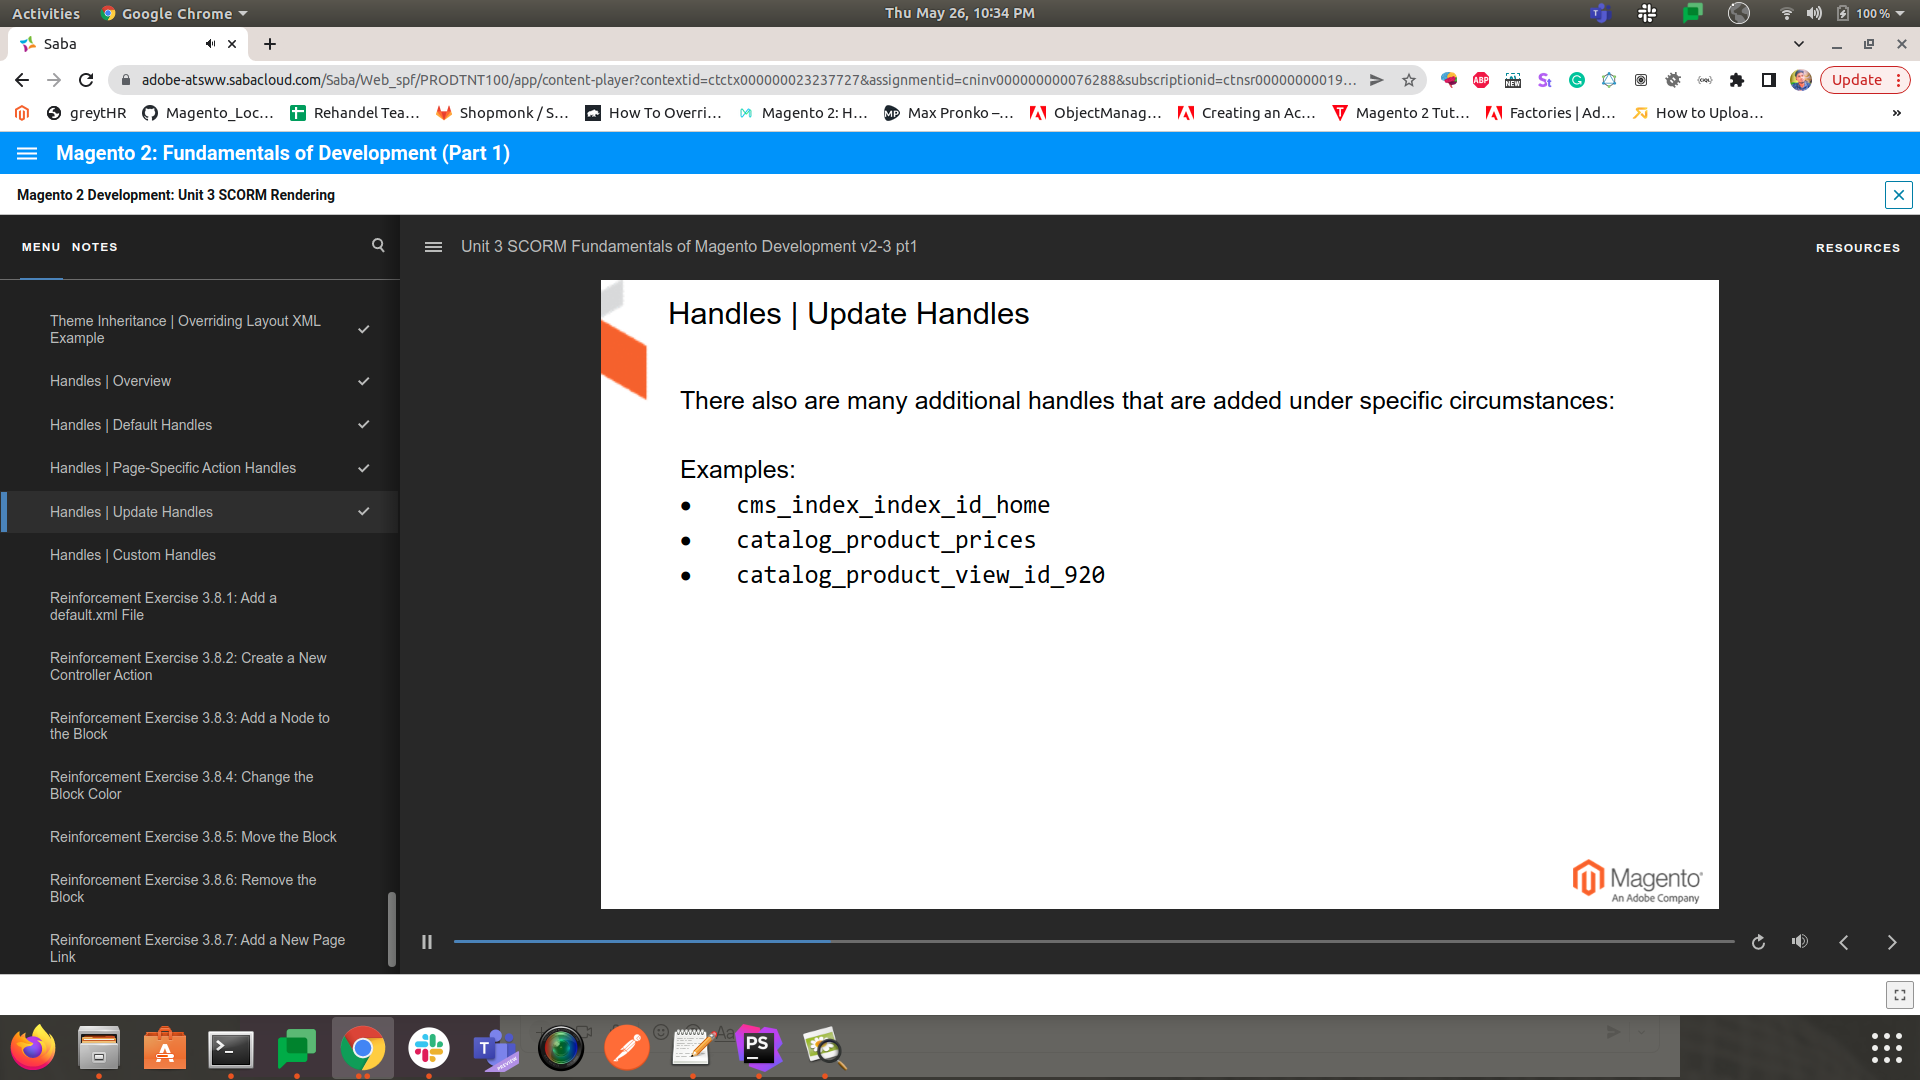 Activities Google Chrome Thu May 26, 10:34 PM 100 %
Saba
adobe-atsww.sabacloud.com/Saba/Web_spf/PRODTNT100/app/content-player?contextid=ctctx000000023237727&assignmentid=cninv000000000076288&subscriptionid=ctnsr00000000019... ABP NEW St Update
greytHR Magento_Loc... Rehandel Tea... Shopmonk / S... How To Overri... Magento 2: H... Max Pronko –... ObjectManag... Creating an Ac... Magento 2 Tut... Factories | Ad... How to Uploa... »
Magento 2: Fundamentals of Development (Part 1)
Magento 2 Development: Unit 3 SCORM Rendering
MENU NOTES
Unit 3 SCORM Fundamentals of Magento Development v2-3 pt1
RESOURCES
Theme Inheritance | Overriding Layout XML
Example
Handles | Overview
Handles | Default Handles
Handles | Page-Specific Action Handles
Handles | Update Handles
Handles | Custom Handles
Reinforcement Exercise 3.8.1: Add a
default.xml File
Reinforcement Exercise 3.8.2: Create a New
Controller Action
Reinforcement Exercise 3.8.3: Add a Node to
the Block
Reinforcement Exercise 3.8.4: Change the
Block Color
Reinforcement Exercise 3.8.5: Move the Block
Reinforcement Exercise 3.8.6: Remove the
Block
Reinforcement Exercise 3.8.7: Add a New Page
Link
Handles | Update Handles
There also are many additional handles that are added under specific circumstances:
Examples:
• cms_index_index_id_home
• catalog_product_prices
• catalog_product_view_id_920
Magento
An Adobe Company
PS